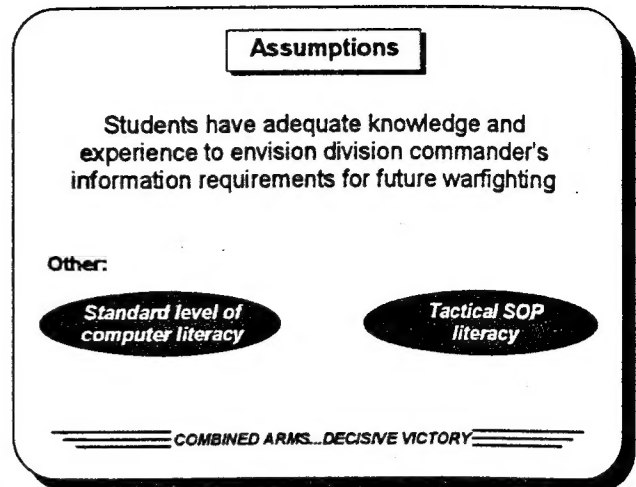 Assumptions
Students have adequate knowledge and
experience to envision division commander's
information requirements for future warfighting
Other:
Standard level of
computer literacy
Tactical SOP
literacy
COMBINED ARMS...DECISIVE VICTORY